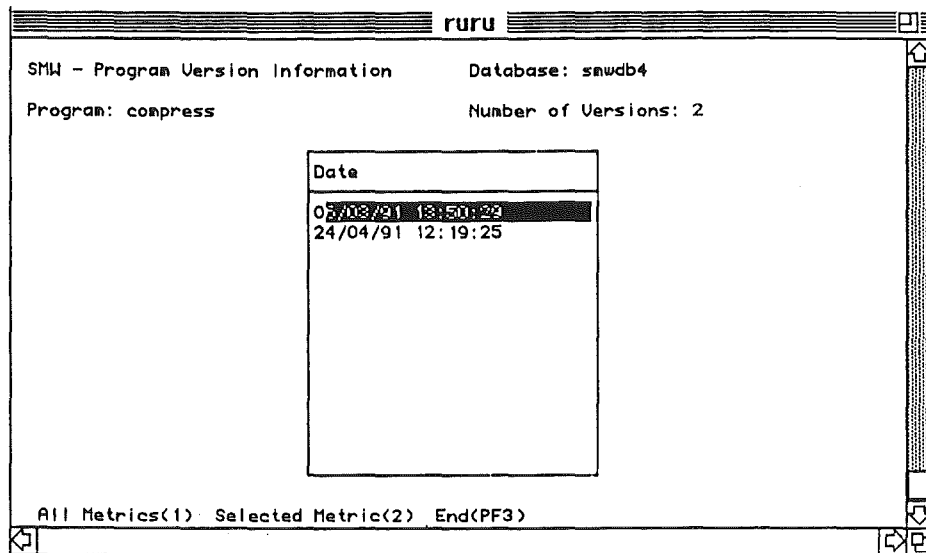 ruru
SMW - Program Version Information Database: smwdb4
Program: compress Number of Versions: 2
Date
24/04/91 12:19:25
All Metrics(1) Selected Metric(2) End(PF3)